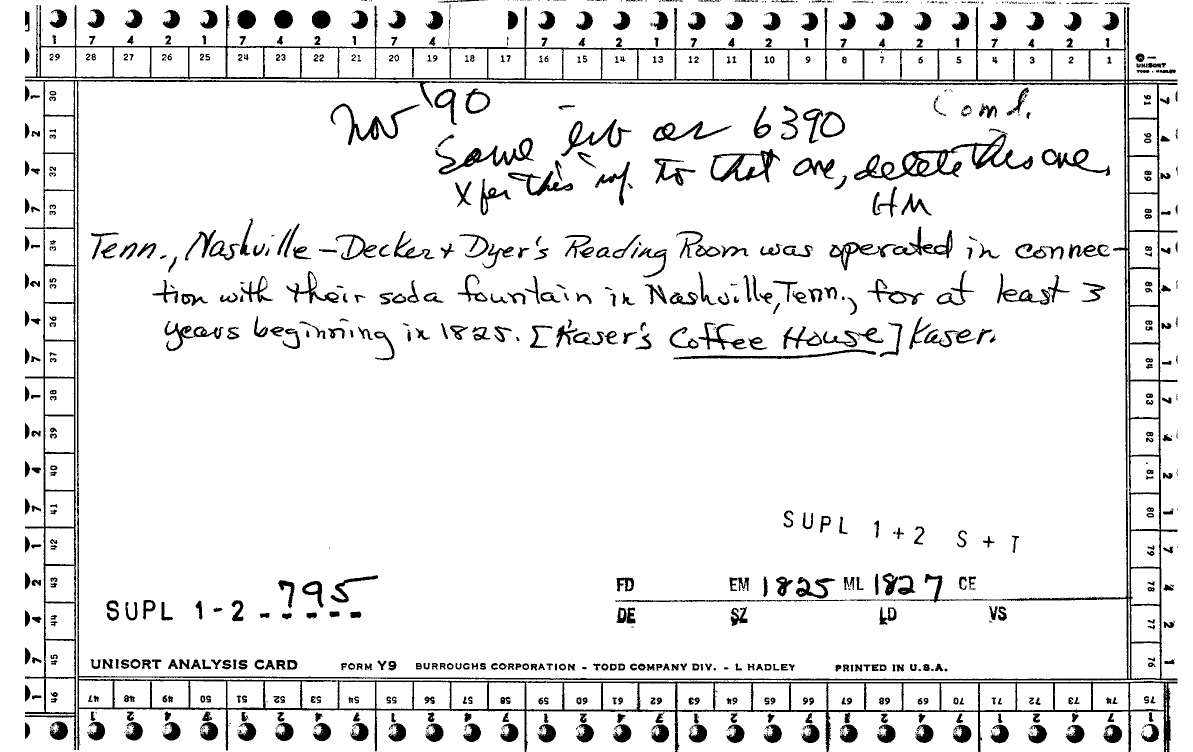 7 4 2 1 7 4 2 1 7 4 1 7 4 2 1 7 4 2 1 7 4 2 1 7 4 2 1
29 28 27 26 25 24 23 22 21 20 19 18 17 16 15 14 13 12 11 10 9 8 7 6 5 4 3 2 1
UNISORT
TODD - HADLEY
Nov '90
Comd.
Same lib as 6390
Xfer this inf. to that one, delete this one,
HM
Tenn., Nashville - Decker + Dyer's Reading Room was operated in connec-
tion with their soda fountain in Nashville, Tenn., for at least 3
years beginning in 1825. [Kaser's Coffee House] Kaser.
30 31 32 33 34 35 36 37 38 39 40 41 42 43 44 45 46
91 90 89 88 87 86 85 84 83 82 81 80 79 78 77 76
SUPL 1+2 S + T
SUPL 1-2 - 795
FD EM 1825 ML 1827 CE
DE SZ LD VS
UNISORT ANALYSIS CARD FORM Y9 BURROUGHS CORPORATION - TODD COMPANY DIV. - L HADLEY PRINTED IN U.S.A.
47 48 49 50 51 52 53 54 55 56 57 58 59 60 61 62 63 64 65 66 67 68 69 70 71 72 73 74 75